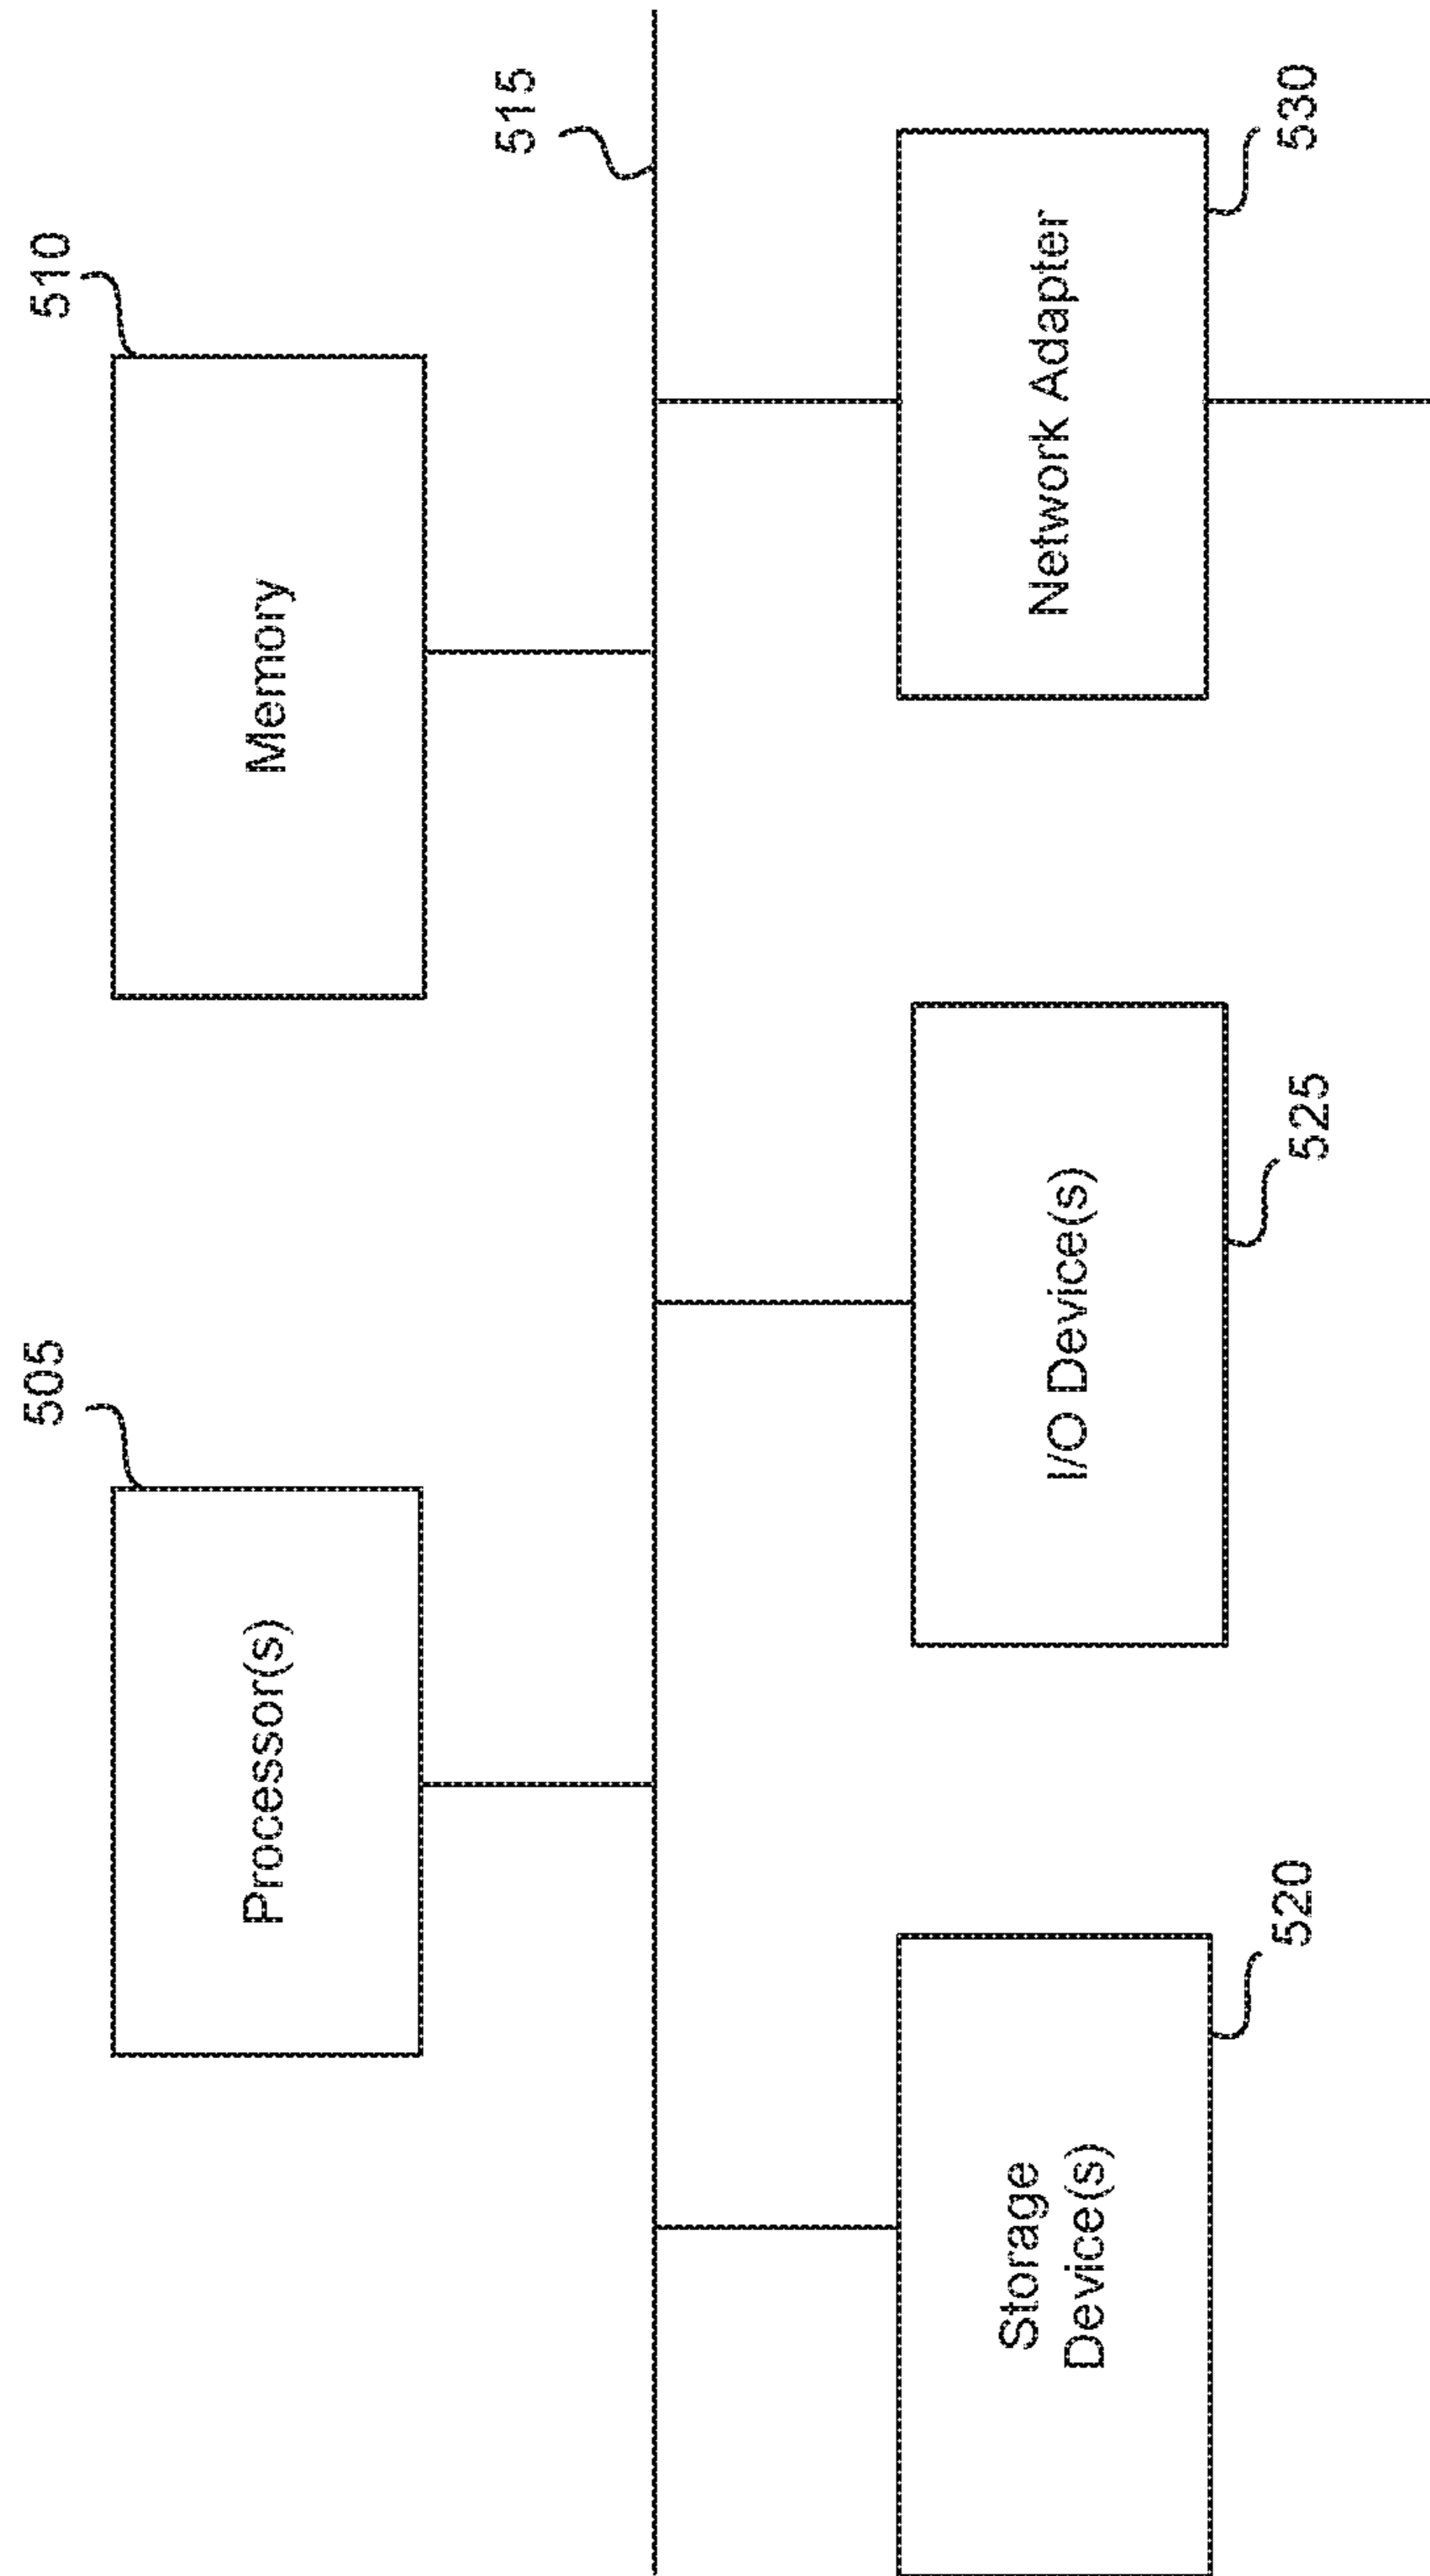 505
510
Processor(s)
Memory
515
Storage
Device(s)
I/O Device(s)
Network Adapter
520
525
530